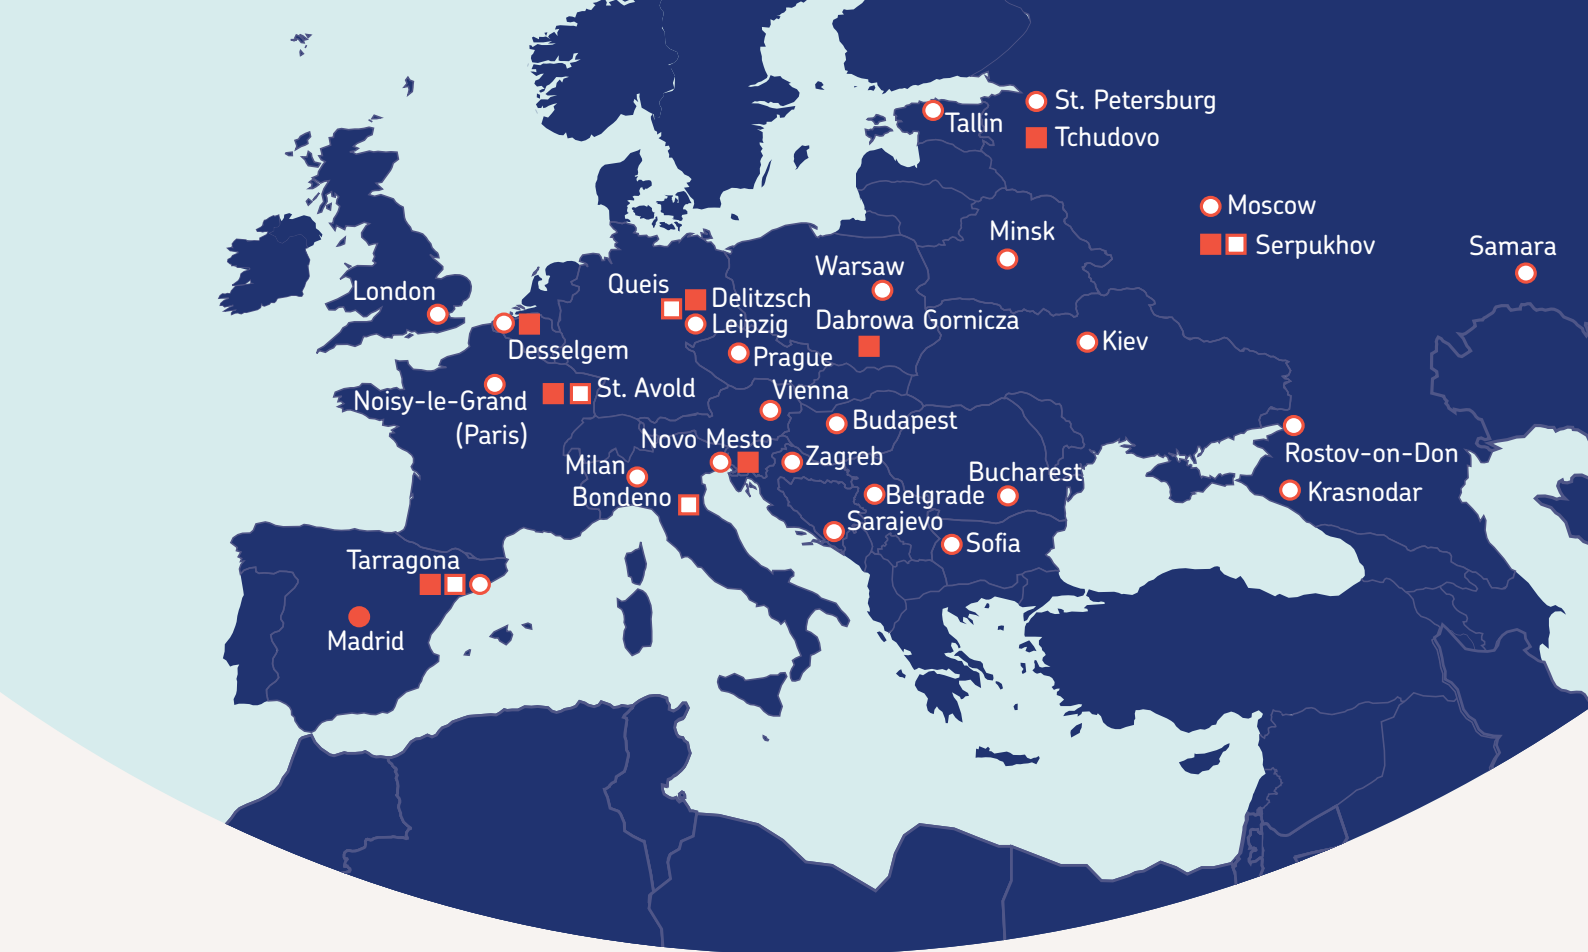 St. Petersburg
Tallin
Tchudovo
Moscow
Minsk
Serpukhov
Samara
Warsaw
Queis
London
Delitzsch
Leipzig
Dabrowa Gornicza
Kiev
Desselgem
Prague
St. Avold
Vienna
Noisy-le-Grand
(Paris)
Budapest
Novo Mesto
Zagreb
Rostov-on-Don
Milan
Bucharest
Bondeno
Belgrade
Krasnodar
Sarajevo
Sofia
Tarragona
Madrid